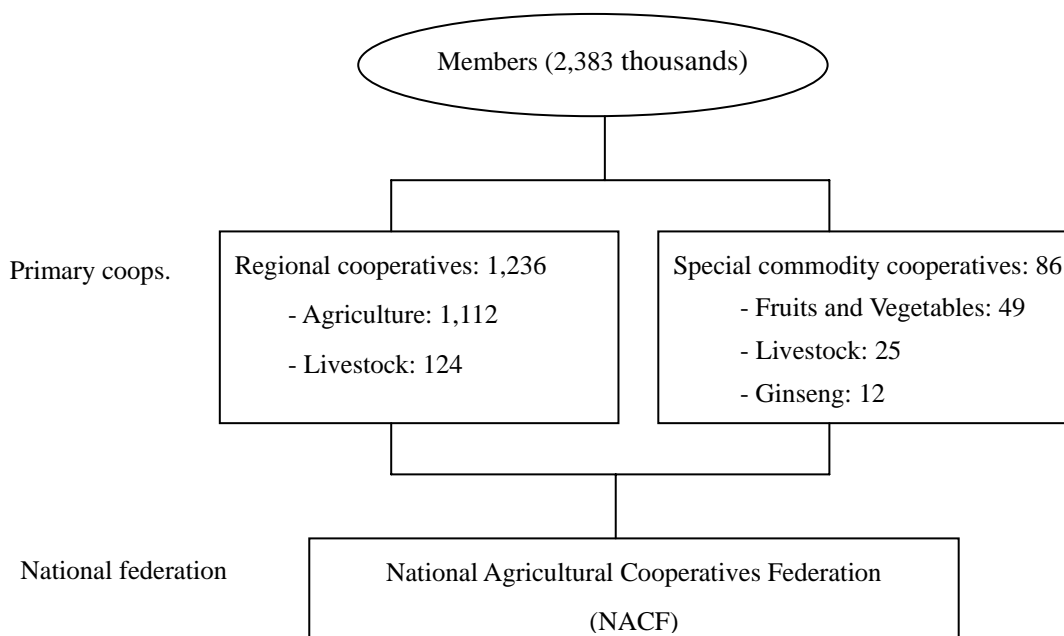 Members (2,383 thousands)
Primary coops.
Regional cooperatives: 1,236
- Agriculture: 1,112
- Livestock: 124
Special commodity cooperatives: 86
- Fruits and Vegetables: 49
- Livestock: 25
- Ginseng: 12
National federation
National Agricultural Cooperatives Federation
(NACF)